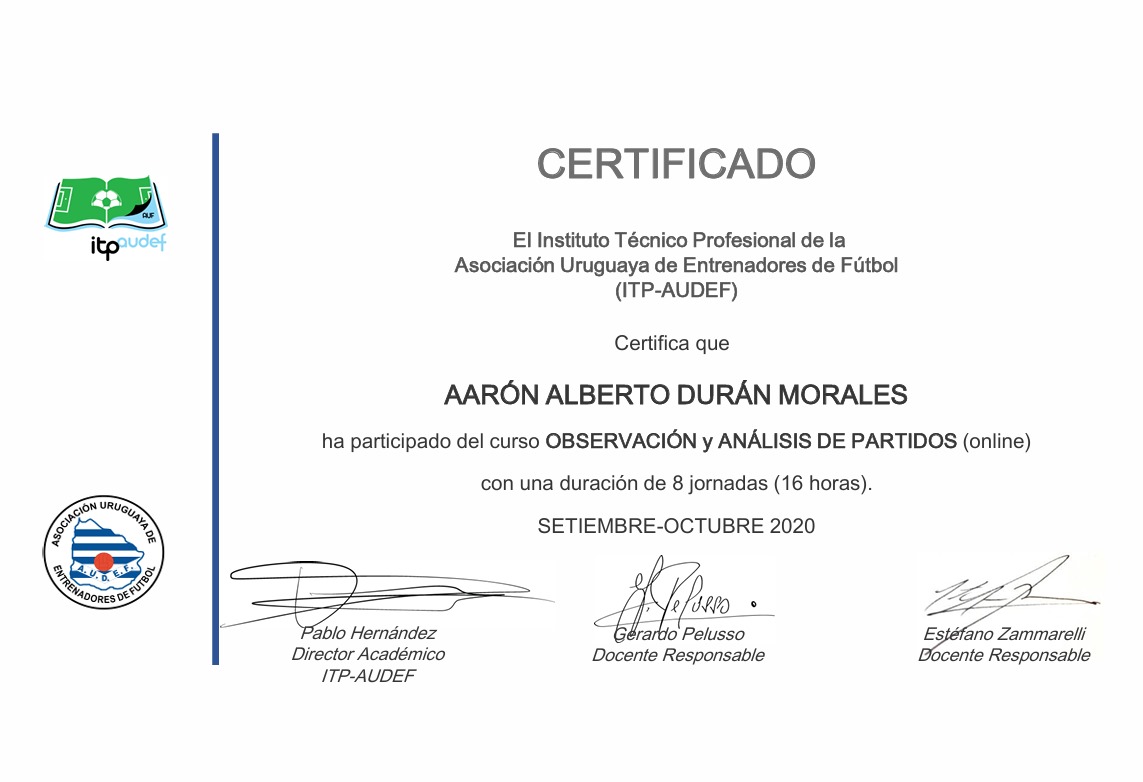 CERTIFICADO
AUF
itpaudef
El Instituto Técnico Profesional de la
Asociación Uruguaya de Entrenadores de Fútbol
(ITP-AUDEF)
Certifica que
AARÓN ALBERTO DURÁN MORALES
ha participado del curso OBSERVACIÓN y ANÁLISIS DE PARTIDOS (online)
con una duración de 8 jornadas (16 horas).
SETIEMBRE-OCTUBRE 2020
ASOCIACIÓN URUGUAYA DE
A. U. D. E. F.
ENTRENADORES DE FUTBOL
G. Pelusso
Pablo Hernández
Director Académico
ITP-AUDEF
Gerardo Pelusso
Docente Responsable
Estéfano Zammarelli
Docente Responsable